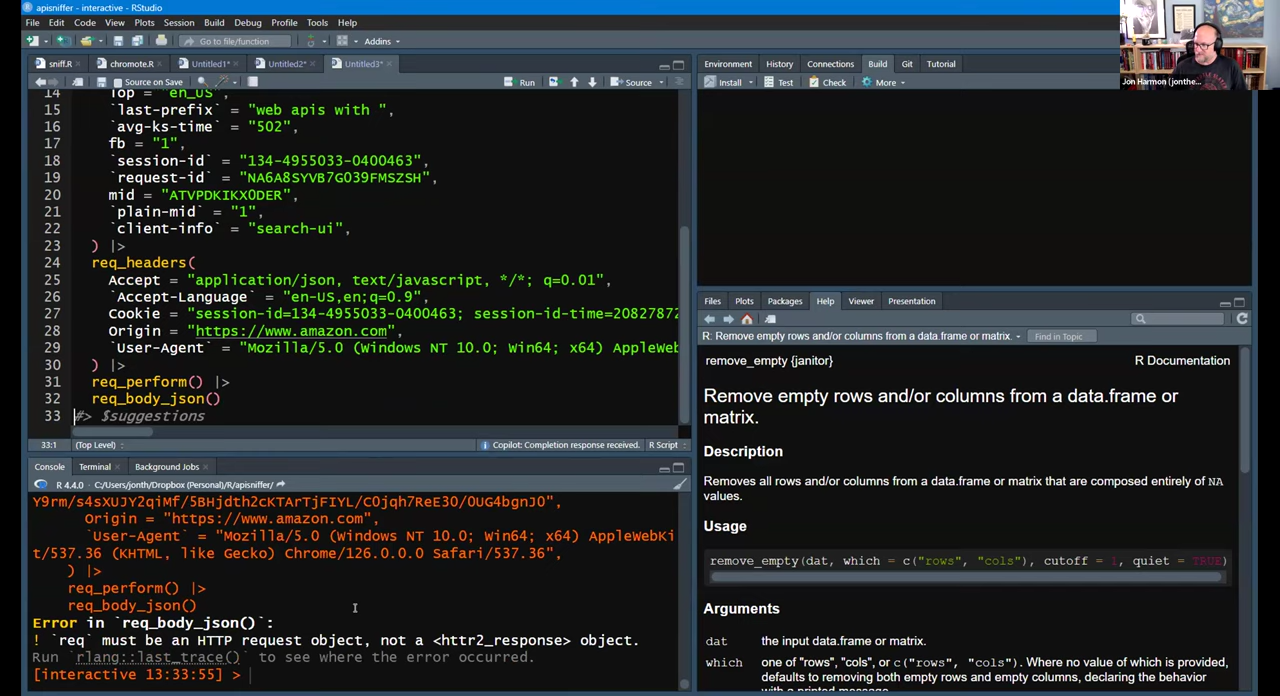 apisniffer - interactive - RStudio
File Edit Code View Plots Session Build Debug Profile Tools Help
Go to file/function Addins
sniff.R chromote.R Untitled1* Untitled2* Untitled3*
Source on Save Run Source
14 Top = "en_US",
15 `last-prefix` = "web apis with ",
16 `avg-ks-time` = "502",
17 fb = "1",
18 `session-id` = "134-4955033-0400463",
19 `request-id` = "NA6A8SYVB7G039FMSZSH",
20 mid = "ATVPDKIKX0DER",
21 `plain-mid` = "1",
22 `client-info` = "search-ui",
23 ) |>
24 req_headers(
25 Accept = "application/json, text/javascript, */*; q=0.01",
26 `Accept-Language` = "en-US,en;q=0.9",
27 Cookie = "session-id=134-4955033-0400463; session-id-time=20827872
28 Origin = "https://www.amazon.com",
29 `User-Agent` = "Mozilla/5.0 (Windows NT 10.0; Win64; x64) AppleWeb
30 ) |>
31 req_perform() |>
32 req_body_json()
33 #> $suggestions
33:1 (Top Level) Copilot: Completion response received. R Script
Console Terminal Background Jobs
R 4.4.0 · C:/Users/jonth/Dropbox (Personal)/R/apisniffer/
Y9rm/s4sXUJY2qiMf/5BHjdth2cKTArTjFIYL/C0jqh7ReE30/0UG4bgnJ0",
Origin = "https://www.amazon.com",
`User-Agent` = "Mozilla/5.0 (Windows NT 10.0; Win64; x64) AppleWebKi
t/537.36 (KHTML, like Gecko) Chrome/126.0.0.0 Safari/537.36",
) |>
req_perform() |>
req_body_json()
Error in `req_body_json()`:
! `req` must be an HTTP request object, not a <httr2_response> object.
Run `rlang::last_trace()` to see where the error occurred.
[interactive 13:33:55] >
Jon Harmon (jonthe...
Environment History Connections Build Git Tutorial
Install Test Check More
Files Plots Packages Help Viewer Presentation
R: Remove empty rows and/or columns from a data.frame or matrix. Find in Topic
remove_empty {janitor} R Documentation
Remove empty rows and/or columns from a data.frame or
matrix.
Description
Removes all rows and/or columns from a data.frame or matrix that are composed entirely of NA
values.
Usage
remove_empty(dat, which = c("rows", "cols"), cutoff = 1, quiet = TRUE)
Arguments
dat the input data.frame or matrix.
which one of "rows", "cols", or c("rows", "cols"). Where no value of which is provided,
defaults to removing both empty rows and empty columns, declaring the behavior
with a printed message.